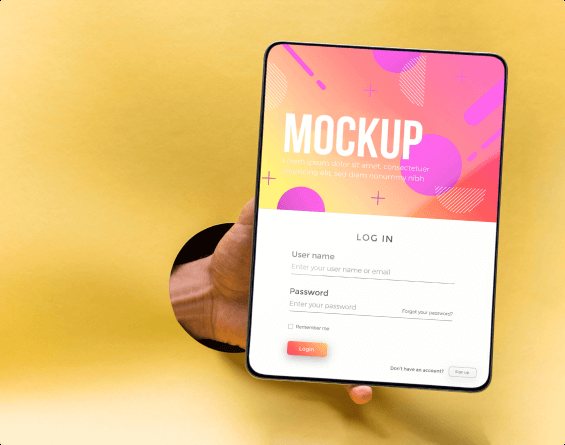 MOCKUP
Lorem ipsum dolor sit amet, consectetuer
adipiscing elit, sed diam nonummy nibh
LOG IN
User name
Enter your user name or email
Password
Enter your password
Forgot your password?
Remember me
Login
Don't have an account?
Sign up